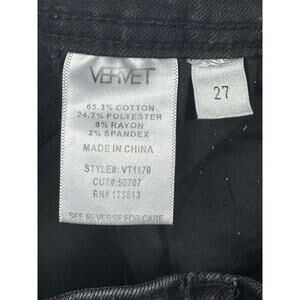 VERVET
65.3% COTTON
24.7% POLYESTER
8% RAYON
2% SPANDEX
MADE IN CHINA
STYLE#: VT1170
CUT#:50707
RN# 125813
SEE REVERSE FOR CARE
27